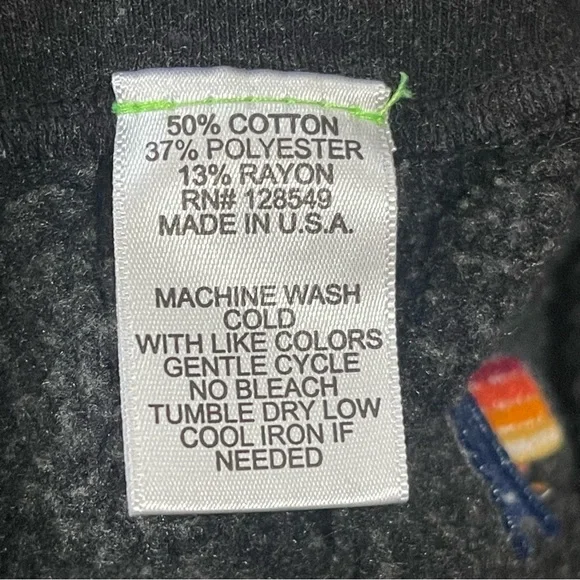 50% COTTON
37% POLYESTER
13% RAYON
RN# 128549
MADE IN U.S.A.
MACHINE WASH
COLD
WITH LIKE COLORS
GENTLE CYCLE
NO BLEACH
TUMBLE DRY LOW
COOL IRON IF
NEEDED